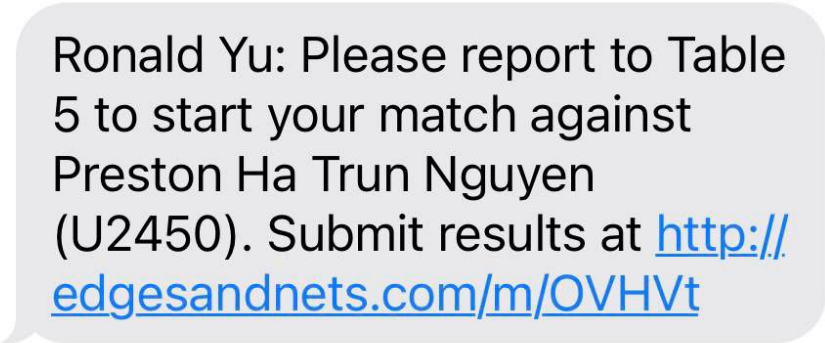 Ronald Yu: Please report to Table
5 to start your match against
Preston Ha Trun Nguyen
(U2450). Submit results at http://
edgesandnets.com/m/OVHVt